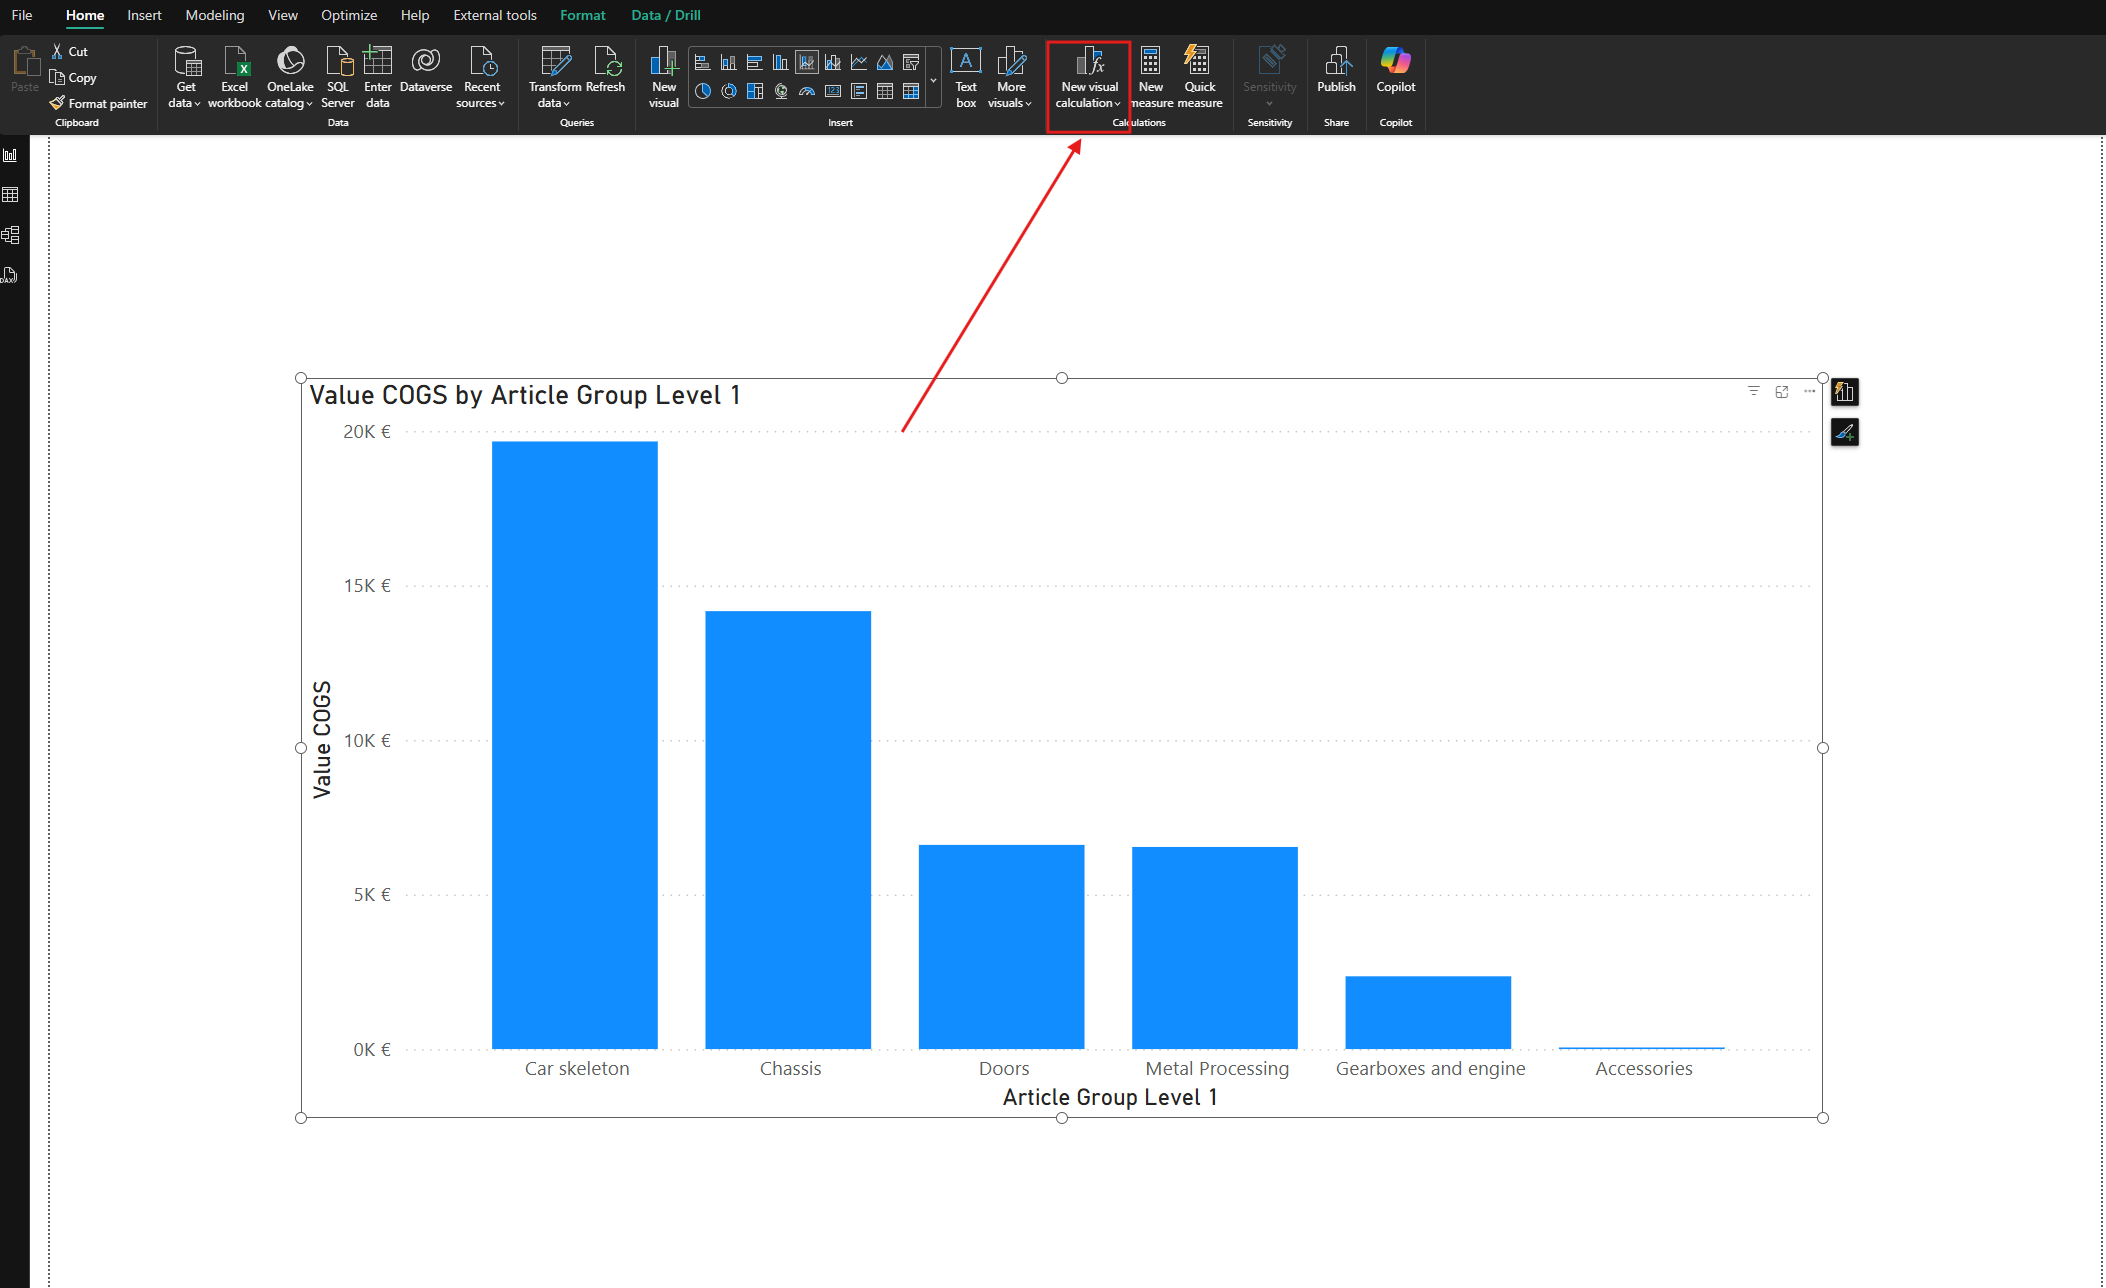 File Home Insert Modeling View Optimize Help External tools Format Data / Drill
Paste
Cut
Copy
Format painter
Clipboard
Get
data
Excel
workbook
OneLake
catalog
SQL
Server
Enter
data
Dataverse
Recent
sources
Data
Transform
data
Refresh
Queries
New
visual
Insert
Text
box
More
visuals
New visual
calculation
New
measure
Quick
measure
Calculations
Sensitivity
Sensitivity
Publish
Share
Copilot
Copilot
DAX
Value COGS by Article Group Level 1
20K €
15K €
10K €
5K €
0K €
Value COGS
Car skeleton Chassis Doors Metal Processing Gearboxes and engine Accessories
Article Group Level 1